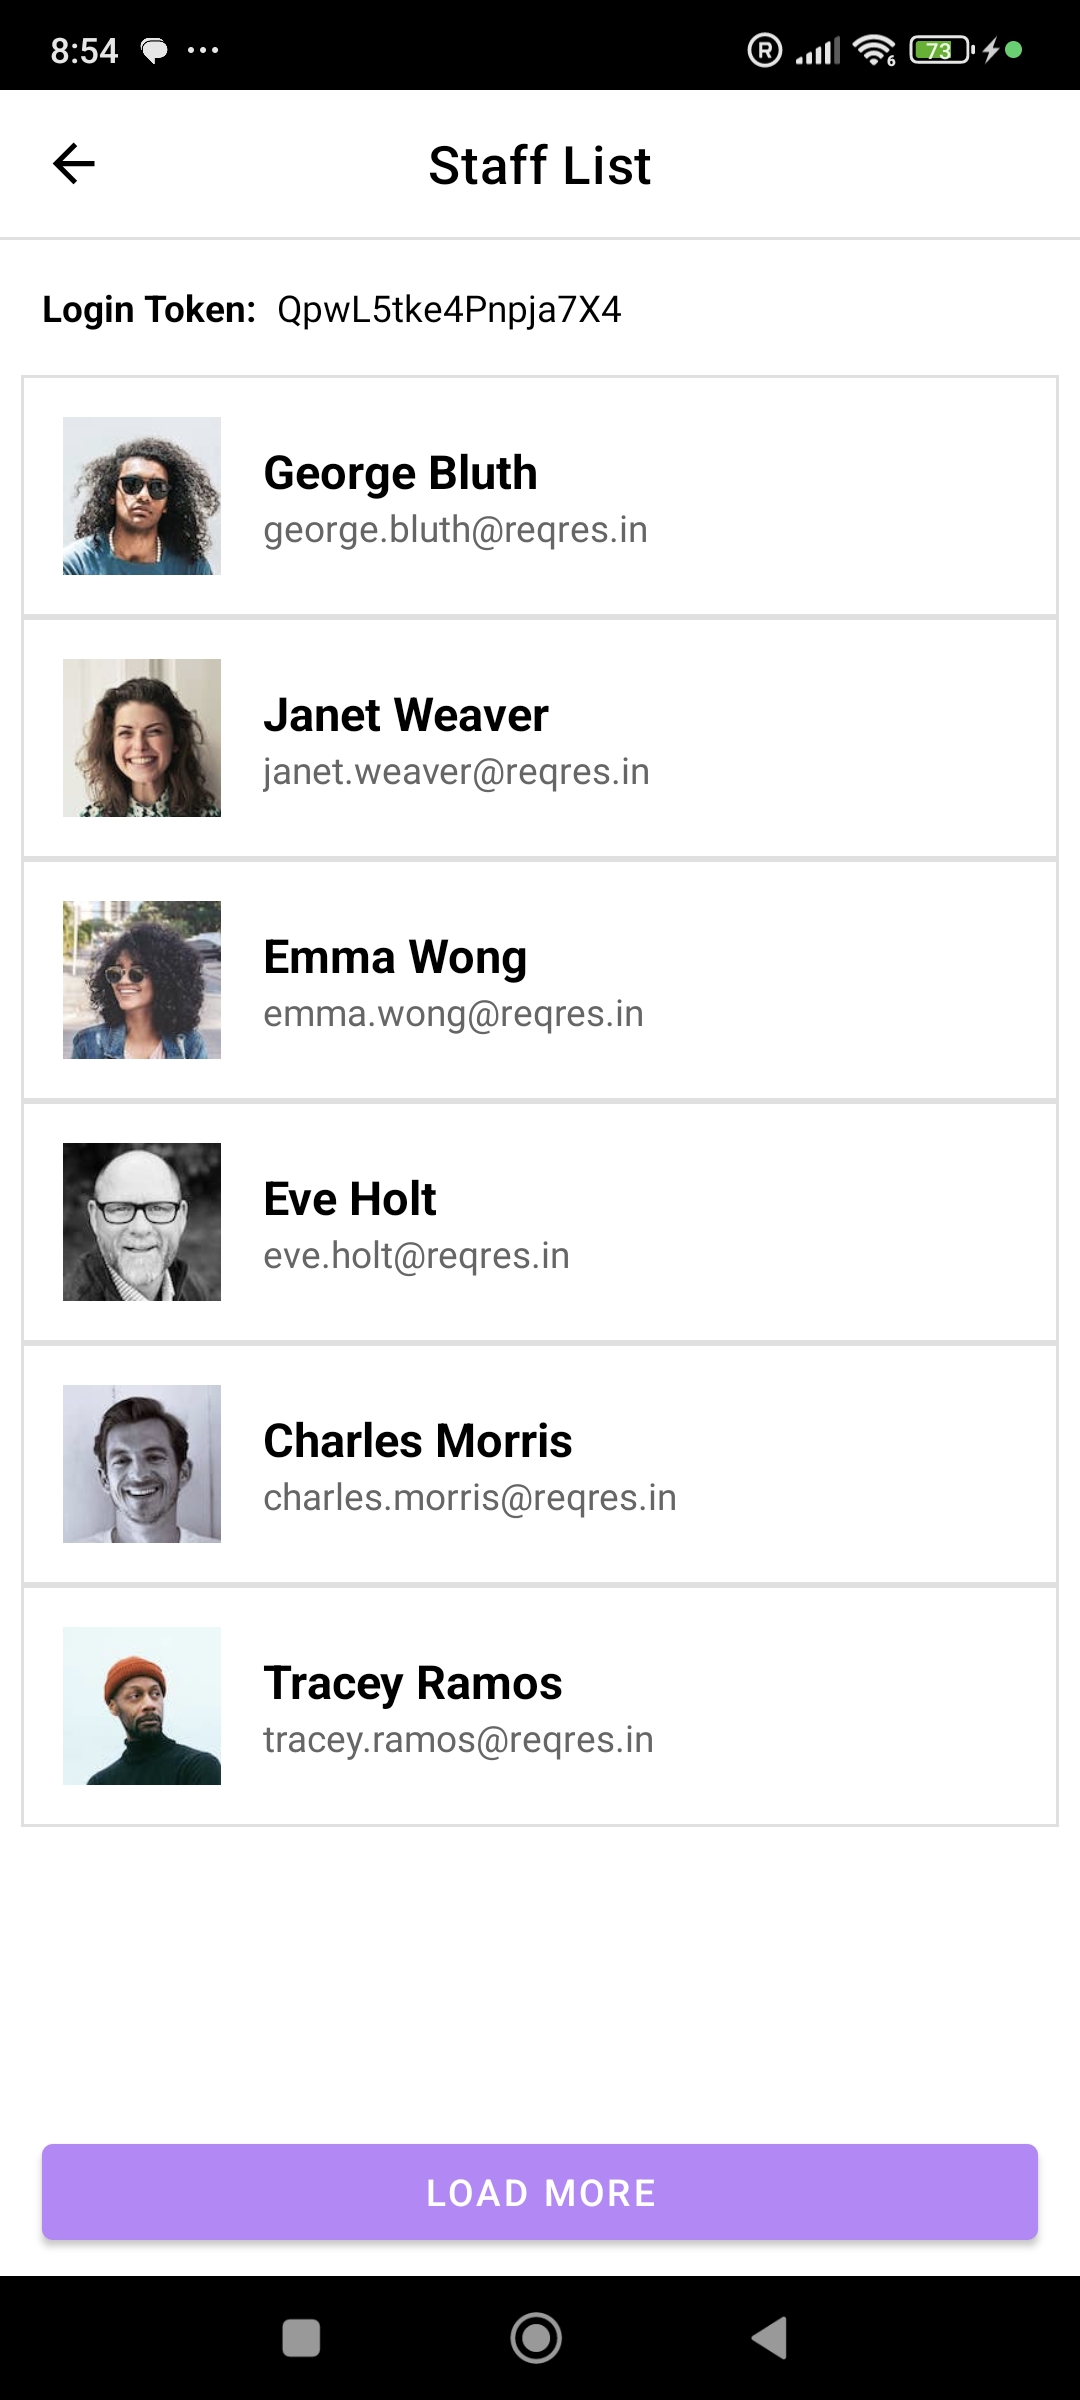 8:54
R 6 73
Staff List
Login Token: QpwL5tke4Pnpja7X4
George Bluth
george.bluth@reqres.in
Janet Weaver
janet.weaver@reqres.in
Emma Wong
emma.wong@reqres.in
Eve Holt
eve.holt@reqres.in
Charles Morris
charles.morris@reqres.in
Tracey Ramos
tracey.ramos@reqres.in
LOAD MORE